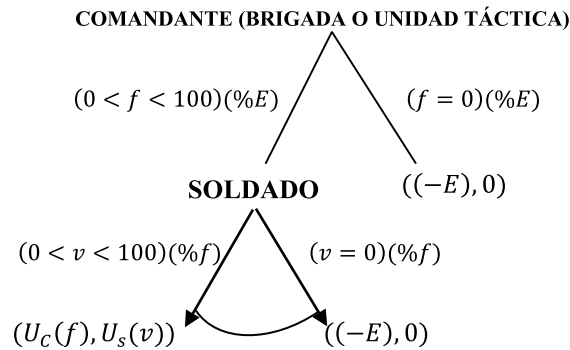 COMANDANTE (BRIGADA O UNIDAD TÁCTICA)
(0 < f < 100)(%E)
(f = 0)(%E)
SOLDADO
((−E), 0)
(0 < v < 100)(%f)
(v = 0)(%f)
(U_C(f), U_s(v))
((−E), 0)